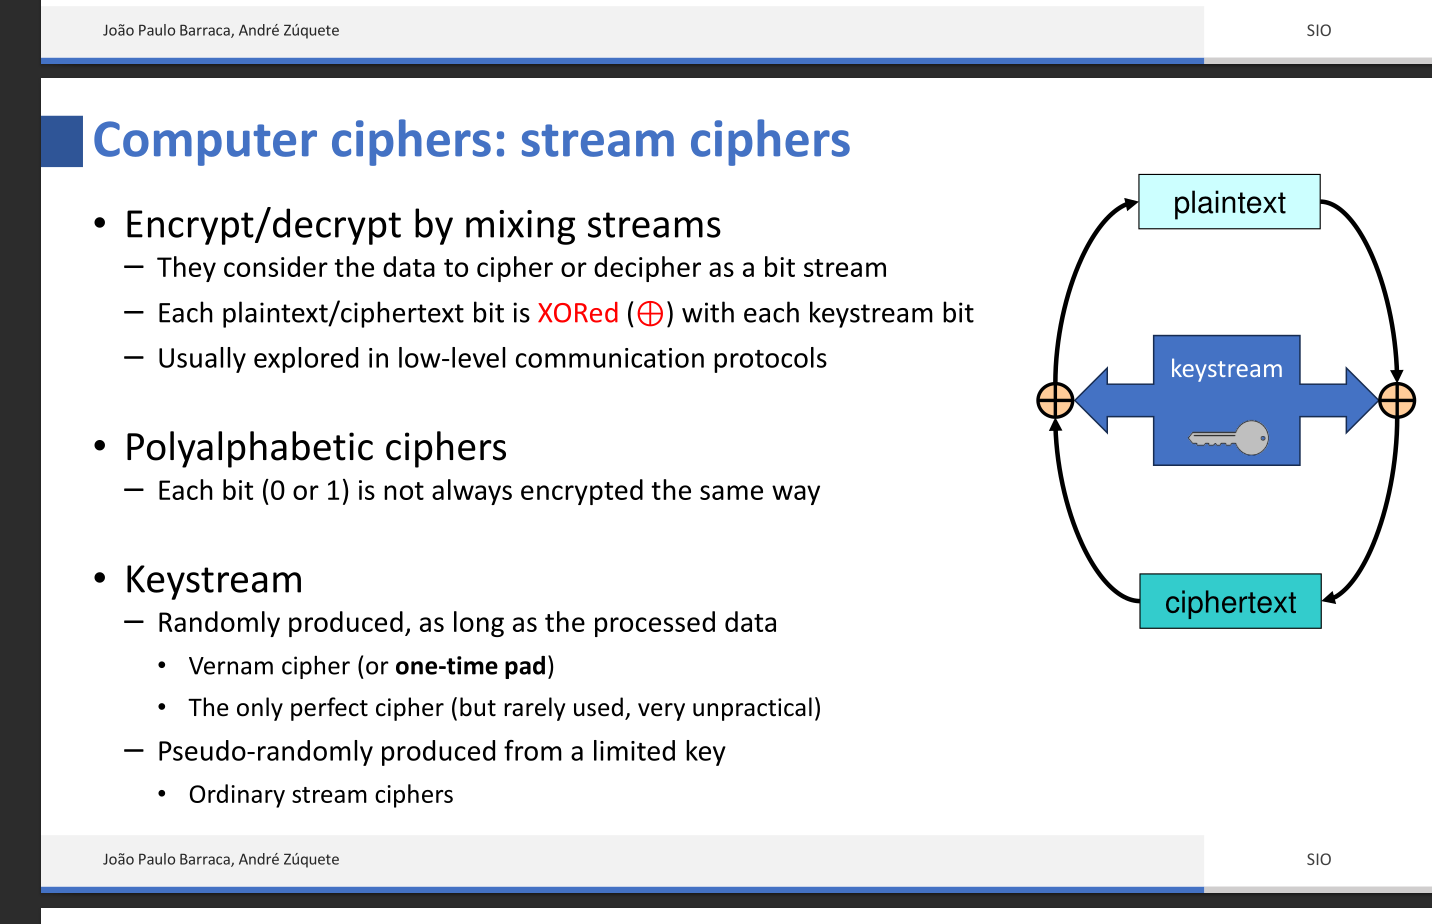 João Paulo Barraca, André Zúquete
SIO
Computer ciphers: stream ciphers
• Encrypt/decrypt by mixing streams
– They consider the data to cipher or decipher as a bit stream
– Each plaintext/ciphertext bit is XORed (⊕) with each keystream bit
– Usually explored in low-level communication protocols
• Polyalphabetic ciphers
– Each bit (0 or 1) is not always encrypted the same way
• Keystream
– Randomly produced, as long as the processed data
• Vernam cipher (or one-time pad)
• The only perfect cipher (but rarely used, very unpractical)
– Pseudo-randomly produced from a limited key
• Ordinary stream ciphers
plaintext
keystream
ciphertext
João Paulo Barraca, André Zúquete
SIO